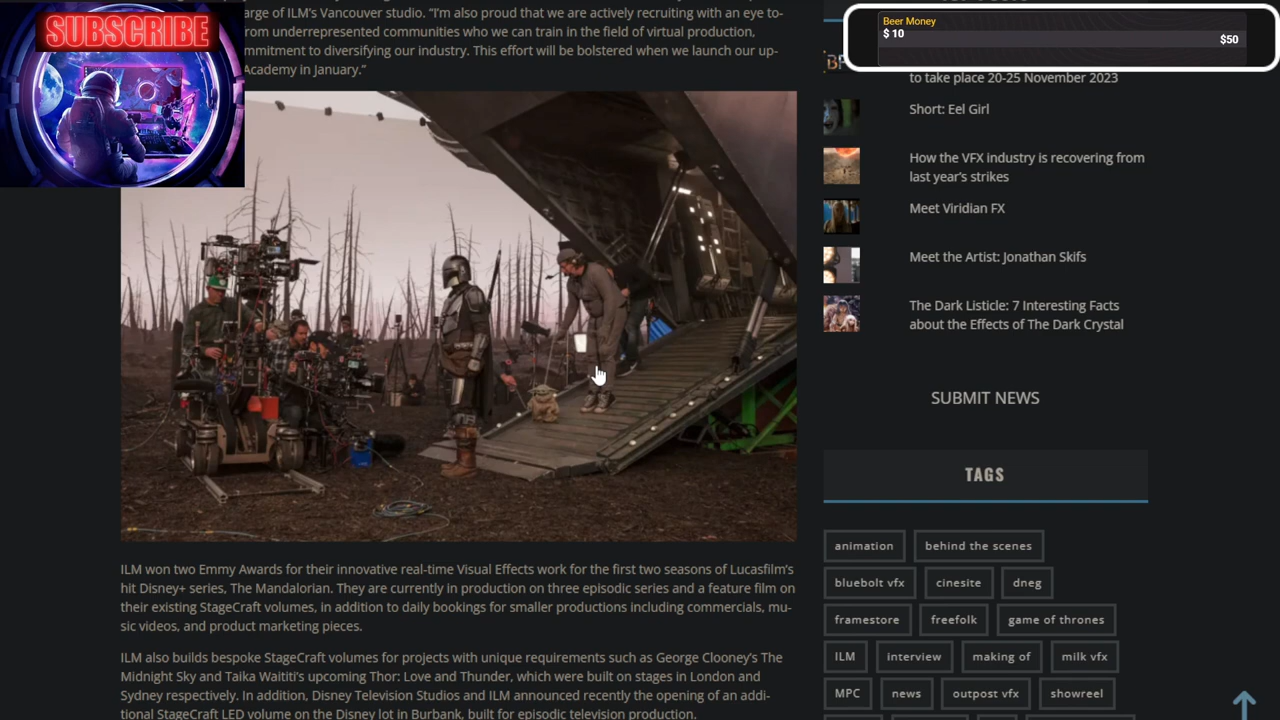 arge of ILM's Vancouver studio. "I'm also proud that we are actively recruiting with an eye to-
om underrepresented communities who we can train in the field of virtual production,
mmitment to diversifying our industry. This effort will be bolstered when we launch our up-
Academy in January."
SUBSCRIBE
ILM won two Emmy Awards for their innovative real-time Visual Effects work for the first two seasons of Lucasfilm's
hit Disney+ series, The Mandalorian. They are currently in production on three episodic series and a feature film on
their existing StageCraft volumes, in addition to daily bookings for smaller productions including commercials, mu-
sic videos, and product marketing pieces.
ILM also builds bespoke StageCraft volumes for projects with unique requirements such as George Clooney's The
Midnight Sky and Taika Waititi's upcoming Thor: Love and Thunder, which were built on stages in London and
Sydney respectively. In addition, Disney Television Studios and ILM announced recently the opening of an addi-
tional StageCraft LED volume on the Disney lot in Burbank, built for episodic television production.
Beer Money
$ 10
$50
to take place 20-25 November 2023
Short: Eel Girl
How the VFX industry is recovering from
last year's strikes
Meet Viridian FX
Meet the Artist: Jonathan Skifs
The Dark Listicle: 7 Interesting Facts
about the Effects of The Dark Crystal
SUBMIT NEWS
TAGS
animation behind the scenes
bluebolt vfx cinesite dneg
framestore freefolk game of thrones
ILM interview making of milk vfx
MPC news outpost vfx showreel